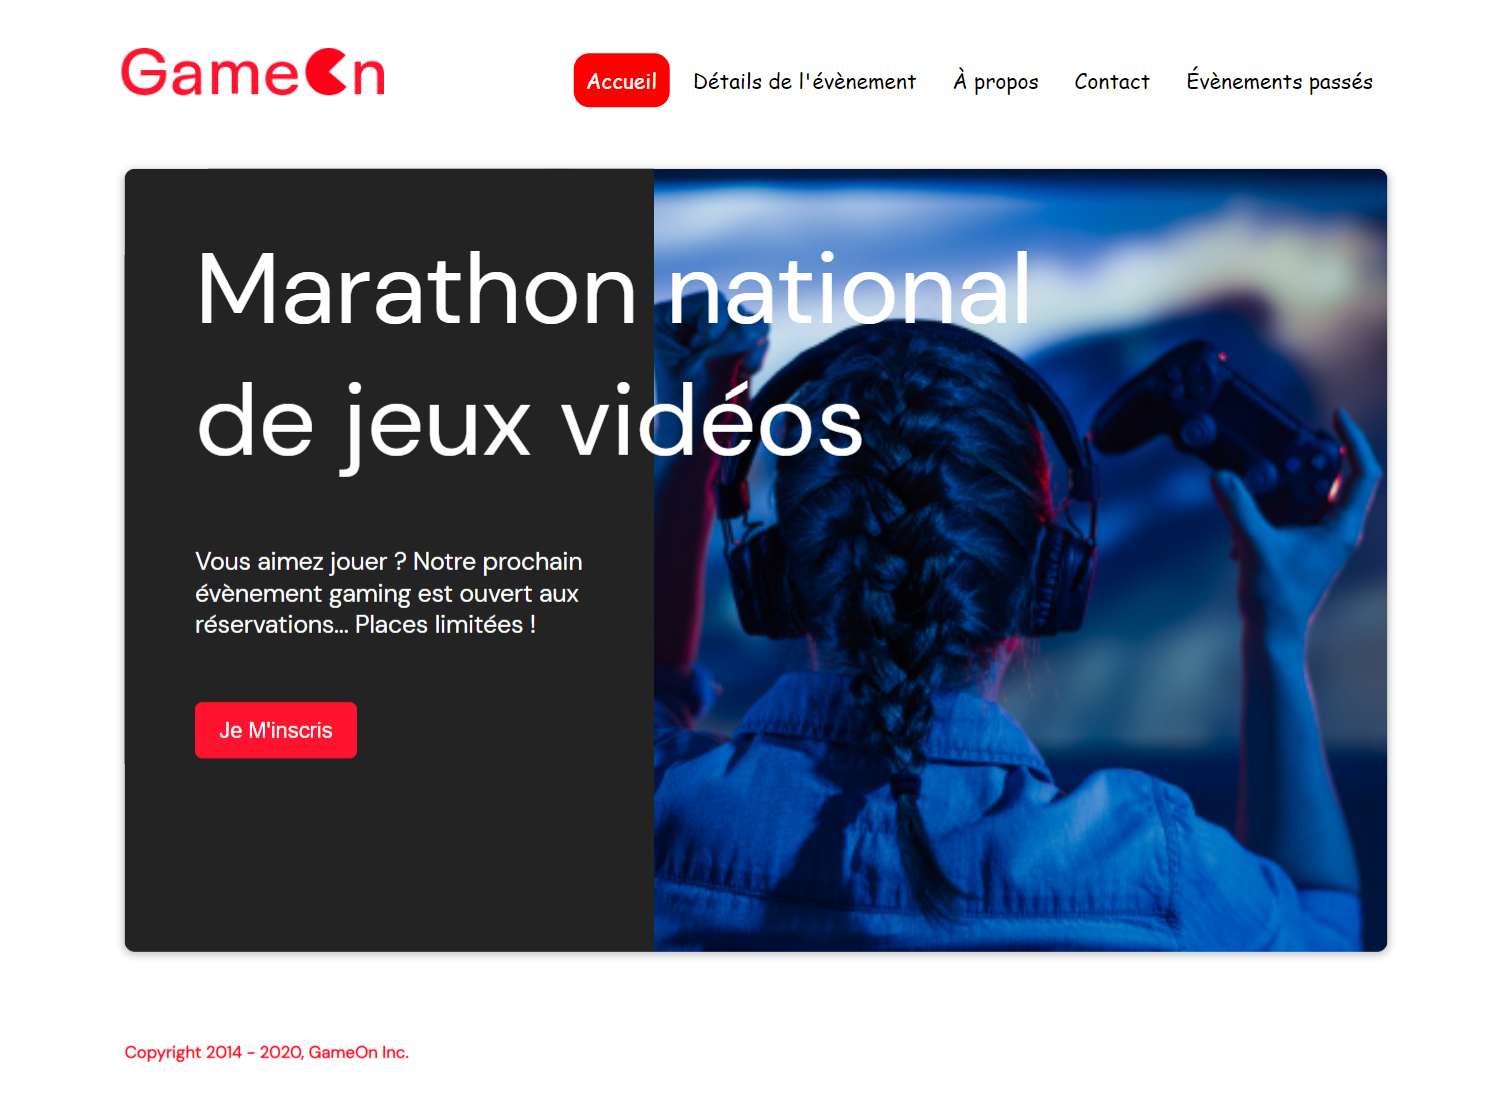 GameOn
Accueil
Détails de l'évènement
À propos
Contact
Évènements passés
Marathon national
de jeux vidéos
Vous aimez jouer ? Notre prochain
évènement gaming est ouvert aux
réservations... Places limitées !
Je M'inscris
Copyright 2014 - 2020, GameOn Inc.